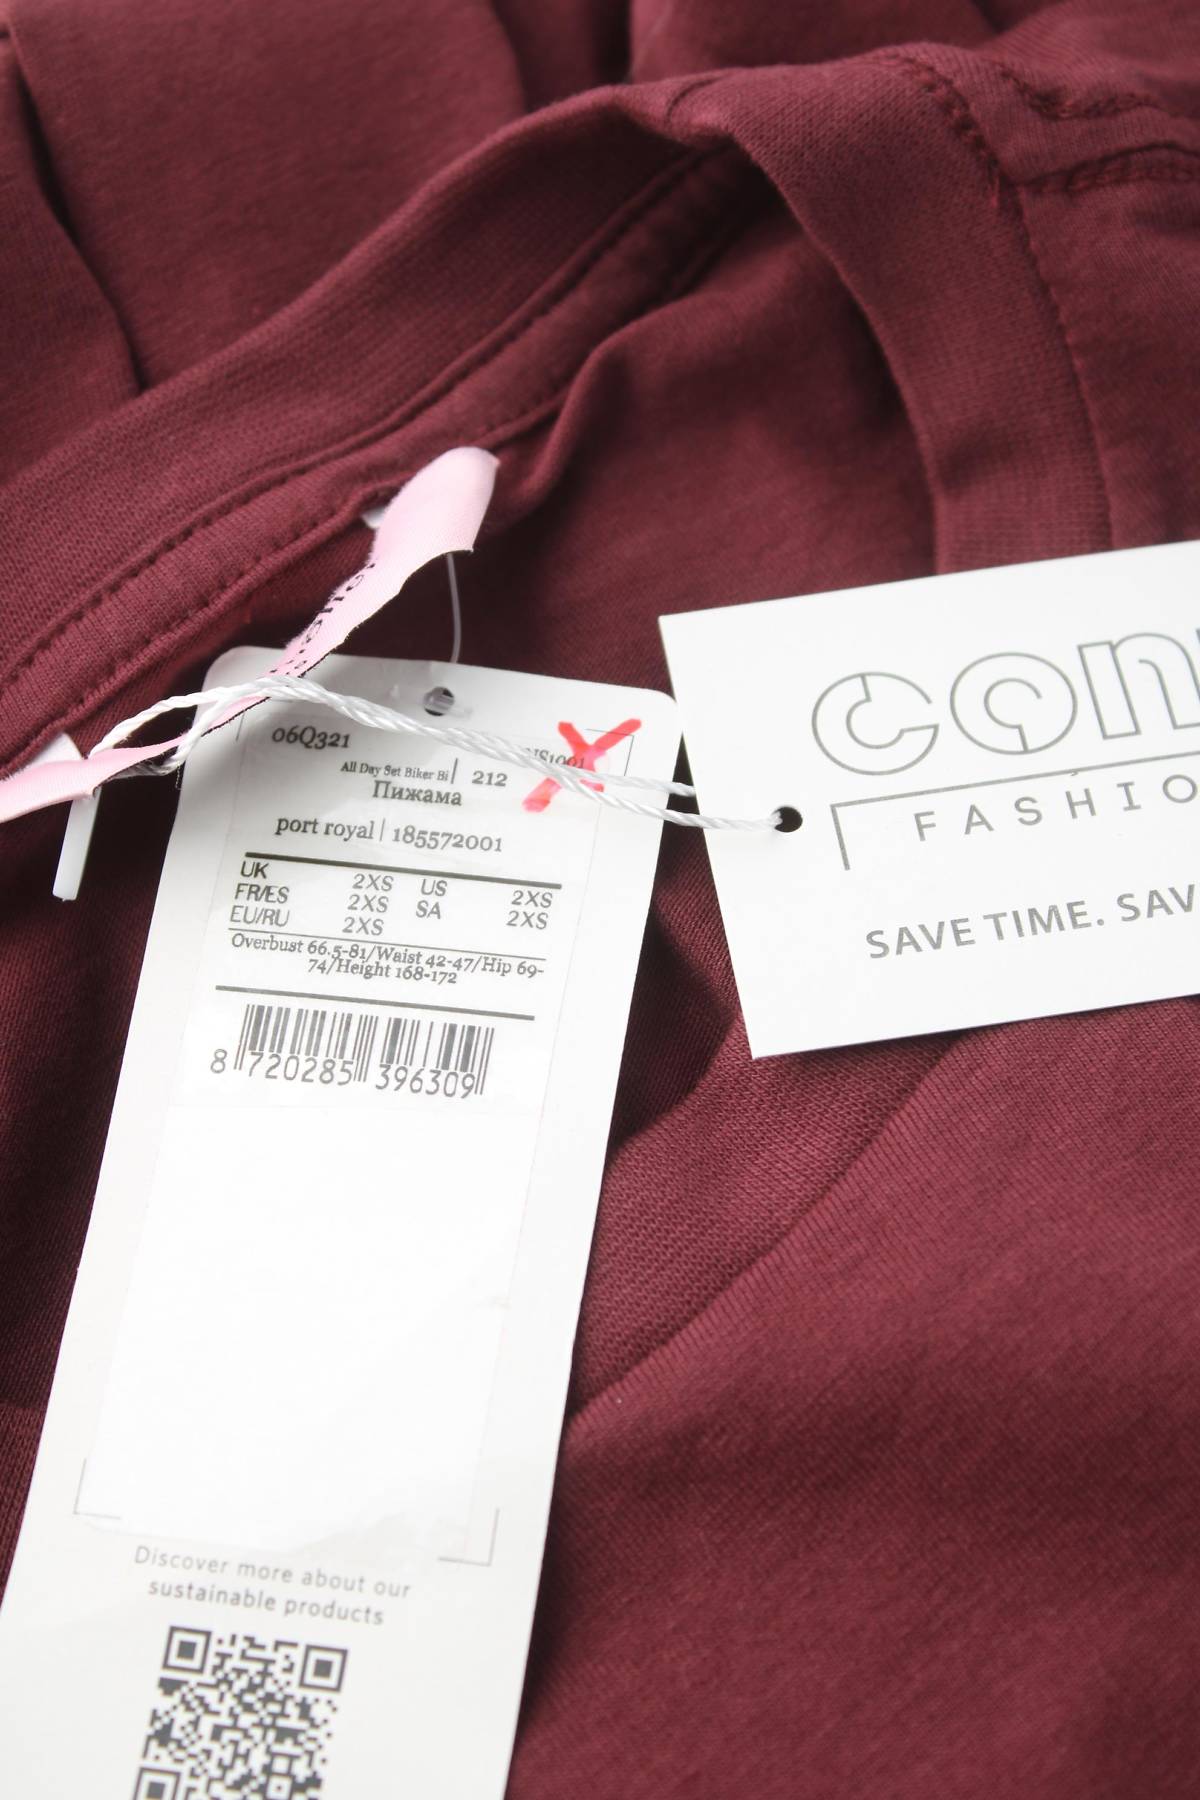 06Q321
All Day Set Biker Bi | 212
Пижама
port royal | 185572001
UK 2XS US 2XS
FR/ES 2XS SA 2XS
EU/RU 2XS
Overbust 66.5-81/Waist 42-47/Hip 69-
74/Height 168-172
8 720285 396309
Discover more about our
sustainable products
FASHIO
SAVE TIME. SAV